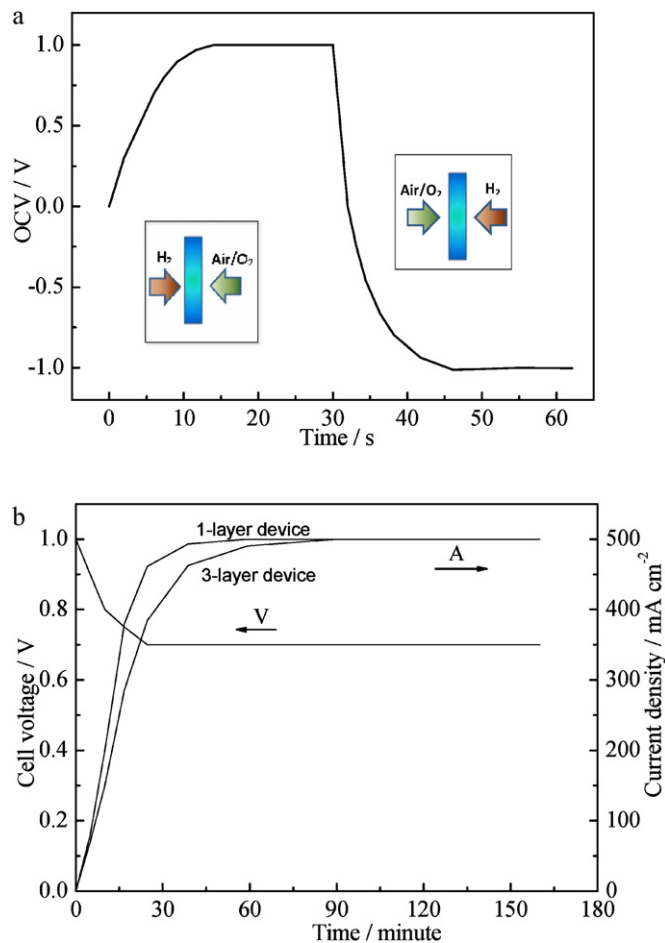 a
1.0
0.5
0.0
-0.5
-1.0
OCV / V
Air/O₂ H₂
H₂ Air/O₂
0 10 20 30 40 50 60
Time / s
b
1.0
0.8
0.6
0.4
0.2
0.0
Cell voltage / V
1-layer device
3-layer device
A
V
500
400
300
200
100
0
Current density / mA cm⁻²
0 30 60 90 120 150 180
Time / minute